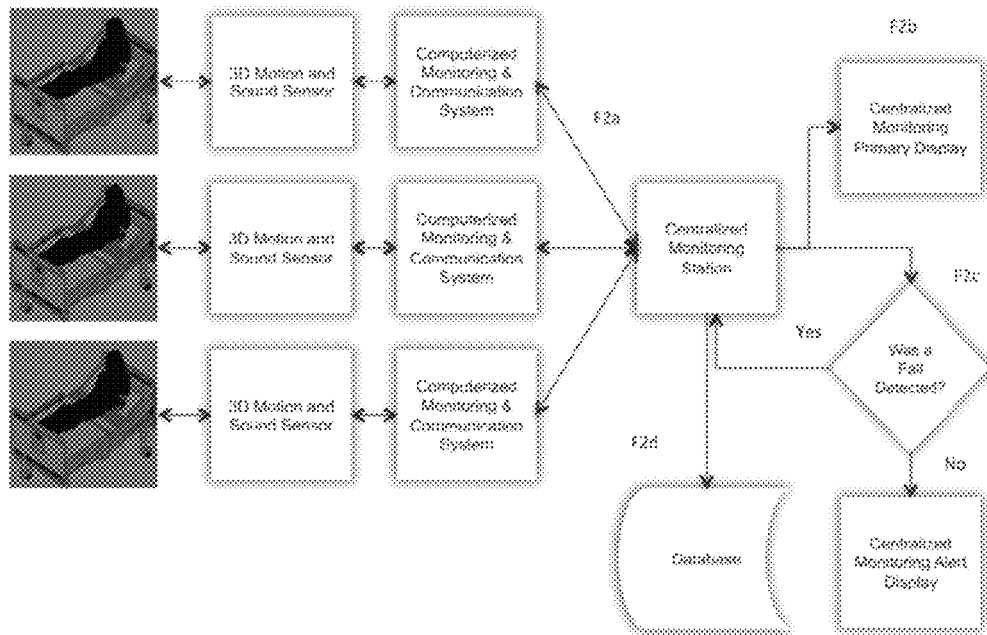 3D Motion and
Sound Sensor
Computerized
Monitoring &
Communication
System
F2a
F2b
Centralized
Monitoring
Primary Display
3D Motion and
Sound Sensor
Computerized
Monitoring &
Communication
System
Centralized
Monitoring
Station
F2c
Yes
Was a
Fall
Detected?
3D Motion and
Sound Sensor
Computerized
Monitoring &
Communication
System
F2d
No
Database
Centralized
Monitoring Alert
Display